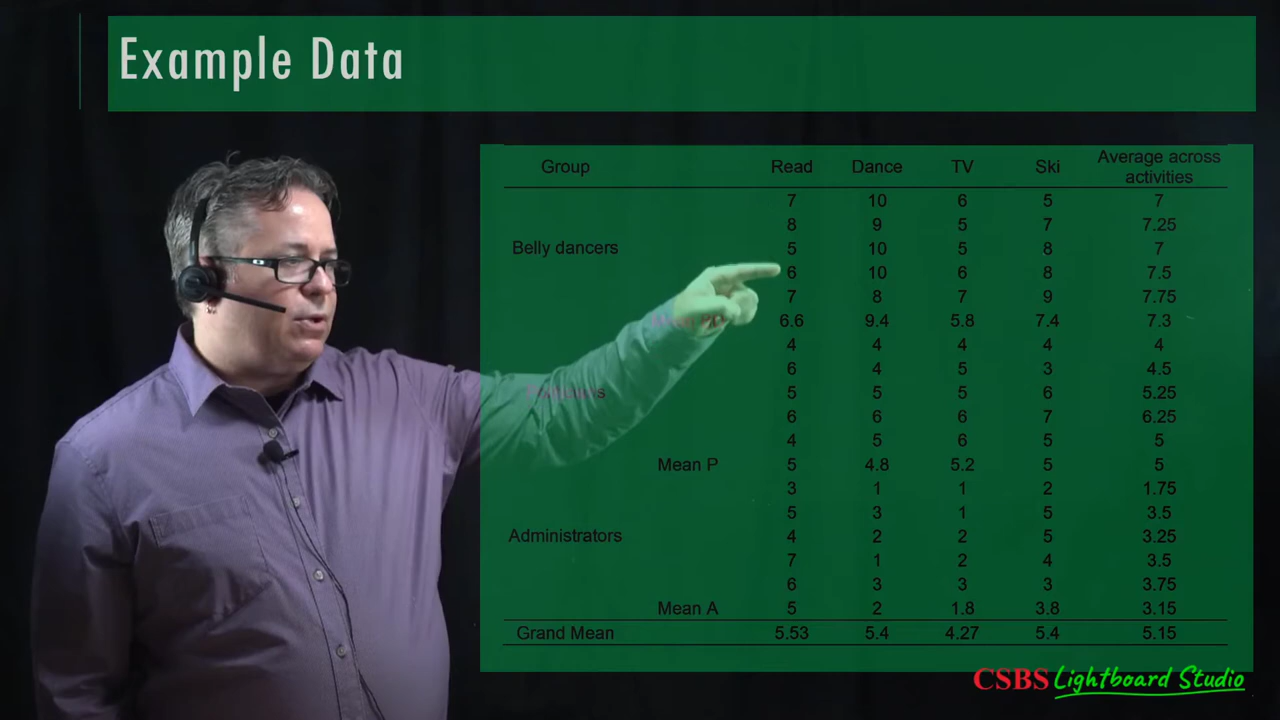 Example Data
Group Read Dance TV Ski Average across activities
7 10 6 5 7
8 9 5 7 7.25
Belly dancers 5 10 5 8 7
6 10 6 8 7.5
7 8 7 9 7.75
6.6 9.4 5.8 7.4 7.3
4 4 4 4 4
6 4 5 3 4.5
5 5 5 6 5.25
6 6 6 7 6.25
4 5 6 5 5
Mean P 5 4.8 5.2 5 5
3 1 1 2 1.75
5 3 1 5 3.5
Administrators 4 2 2 5 3.25
7 1 2 4 3.5
6 3 3 3 3.75
Mean A 5 2 1.8 3.8 3.15
Grand Mean 5.53 5.4 4.27 5.4 5.15
CSBS Lightboard Studio